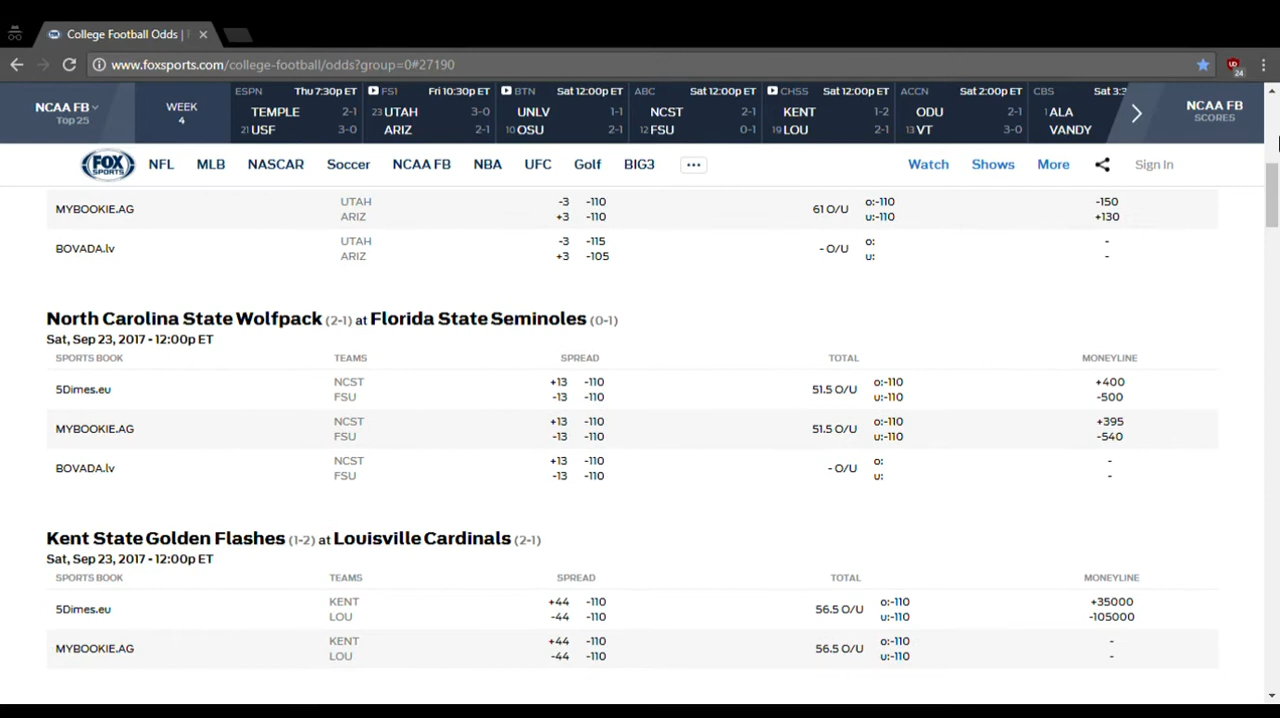 College Football Odds |
www.foxsports.com/college-football/odds?group=0#27190
24
NCAA FB
Top 25
WEEK
4
ESPN Thu 7:30p ET
TEMPLE 2-1
21 USF 3-0
FS1 Fri 10:30p ET
23 UTAH 3-0
ARIZ 2-1
BTN Sat 12:00p ET
UNLV 1-1
10 OSU 2-1
ABC Sat 12:00p ET
NCST 2-1
12 FSU 0-1
CHSS Sat 12:00p ET
KENT 1-2
19 LOU 2-1
ACCN Sat 2:00p ET
ODU 2-1
13 VT 3-0
CBS Sat 3:3
1 ALA
VANDY
NCAA FB
SCORES
FOX SPORTS NFL MLB NASCAR Soccer NCAA FB NBA UFC Golf BIG3 ... Watch Shows More Sign In
MYBOOKIE.AG UTAH -3 -110 61 O/U o:-110 -150
ARIZ +3 -110 u:-110 +130
BOVADA.lv UTAH -3 -115 - O/U o: -
ARIZ +3 -105 u: -
North Carolina State Wolfpack (2-1) at Florida State Seminoles (0-1)
Sat, Sep 23, 2017 - 12:00p ET
SPORTS BOOK TEAMS SPREAD TOTAL MONEYLINE
5Dimes.eu NCST +13 -110 51.5 O/U o:-110 +400
FSU -13 -110 u:-110 -500
MYBOOKIE.AG NCST +13 -110 51.5 O/U o:-110 +395
FSU -13 -110 u:-110 -540
BOVADA.lv NCST +13 -110 - O/U o: -
FSU -13 -110 u: -
Kent State Golden Flashes (1-2) at Louisville Cardinals (2-1)
Sat, Sep 23, 2017 - 12:00p ET
SPORTS BOOK TEAMS SPREAD TOTAL MONEYLINE
5Dimes.eu KENT +44 -110 56.5 O/U o:-110 +35000
LOU -44 -110 u:-110 -105000
MYBOOKIE.AG KENT +44 -110 56.5 O/U o:-110 -
LOU -44 -110 u:-110 -